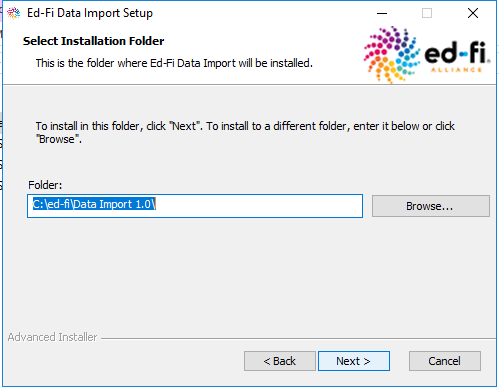 Ed-Fi Data Import Setup
Select Installation Folder
This is the folder where Ed-Fi Data Import will be installed.
ed-fi
ALLIANCE
To install in this folder, click "Next". To install to a different folder, enter it below or click
"Browse".
Folder:
C:\ed-fi\Data Import 1.0\
Browse...
Advanced Installer
< Back
Next >
Cancel